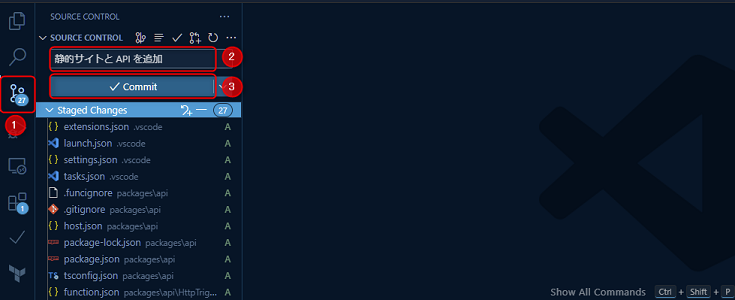 SOURCE CONTROL
SOURCE CONTROL
静的サイトと API を追加
2
Commit
3
27
1
Staged Changes 27
{ } extensions.json .vscode A
launch.json .vscode A
{ } settings.json .vscode A
tasks.json .vscode A
.funcignore packages\api A
.gitignore packages\api A
{ } host.json packages\api A
package-lock.json packages\api A
package.json packages\api A
TS tsconfig.json packages\api A
{ } function.json packages\api\HttpTrig... A
1
Show All Commands Ctrl + Shift + P